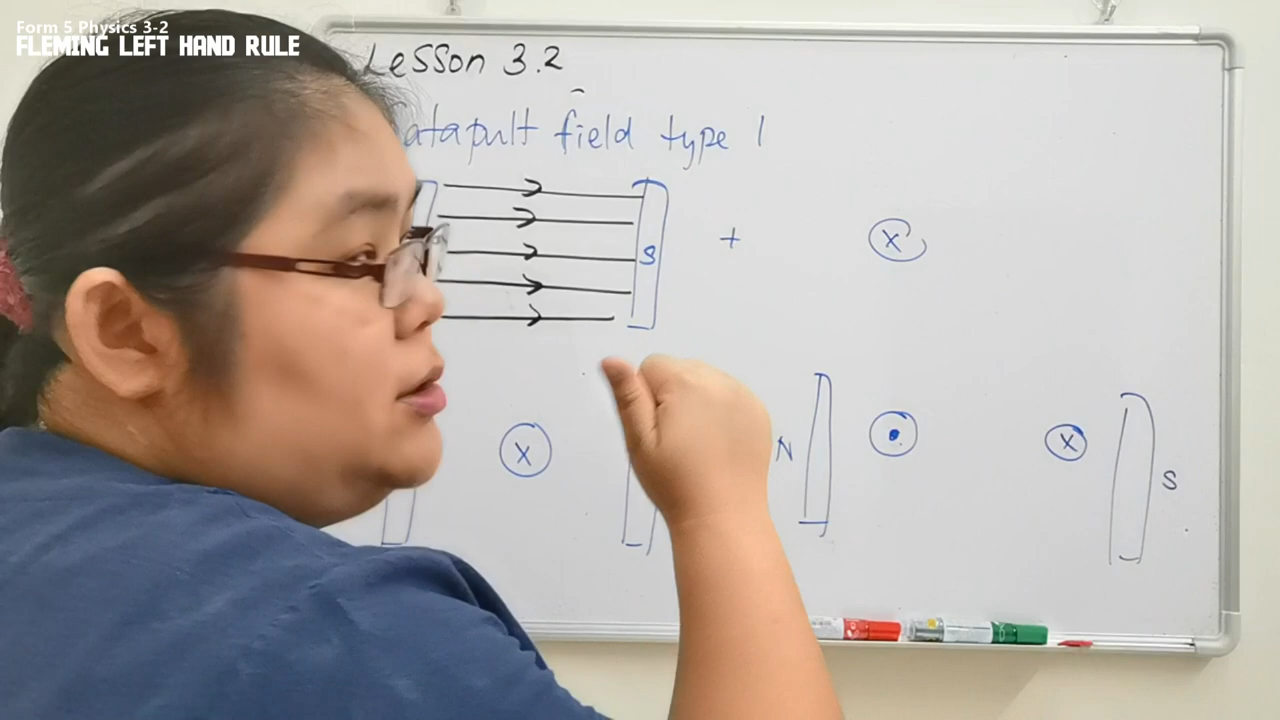 Form 5 Physics 3-2
FLEMING LEFT HAND RULE
Lesson 3.2
atapult field type 1
S + X
X N X S